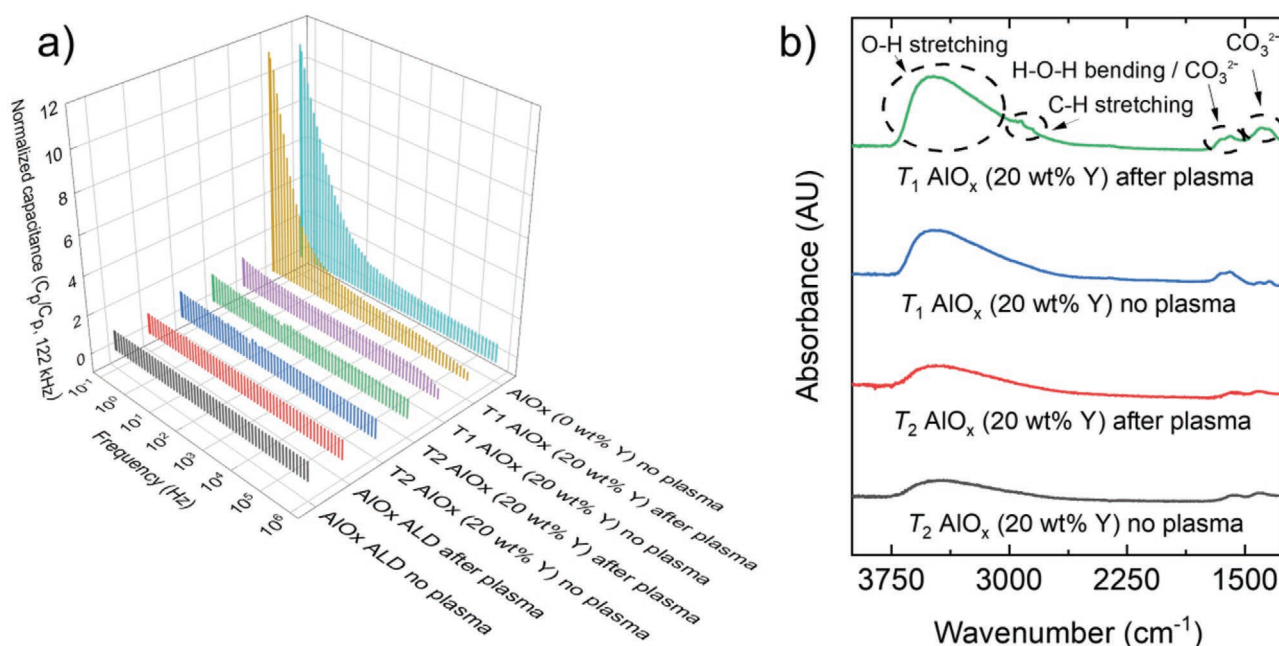 a)
Normalized capacitance (Cp/Cp, 122 kHz)
12
10
8
6
4
2
0
10⁻¹
10⁰
10¹
10²
10³
10⁴
10⁵
10⁶
Frequency (Hz)
AlOx (0 wt% Y) no plasma
T1 AlOx (20 wt% Y) after plasma
T1 AlOx (20 wt% Y) no plasma
T2 AlOx (20 wt% Y) after plasma
T2 AlOx (20 wt% Y) no plasma
AlOx ALD after plasma
AlOx ALD no plasma
b)
O-H stretching
CO₃²⁻
H-O-H bending / CO₃²⁻
C-H stretching
T₁ AlOₓ (20 wt% Y) after plasma
T₁ AlOₓ (20 wt% Y) no plasma
T₂ AlOₓ (20 wt% Y) after plasma
T₂ AlOₓ (20 wt% Y) no plasma
Absorbance (AU)
3750
3000
2250
1500
Wavenumber (cm⁻¹)